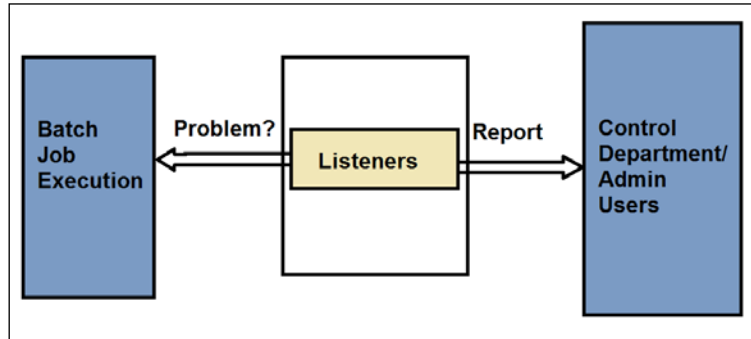 Batch
Job
Execution
Problem?
Listeners
Report
Control
Department/
Admin
Users